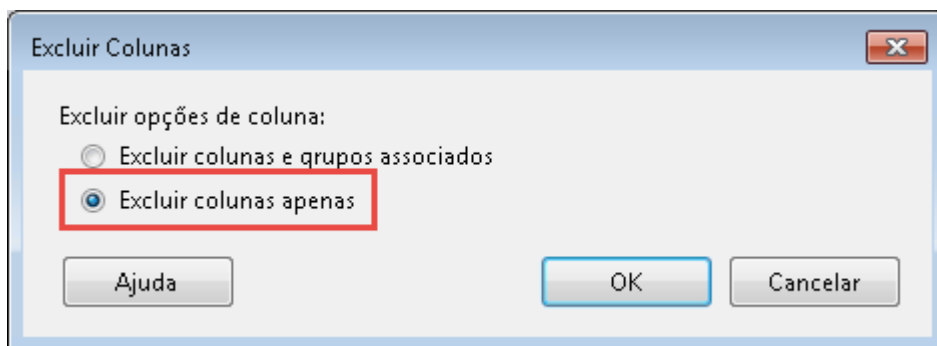 Excluir Colunas
Excluir opções de coluna:
Excluir colunas e grupos associados
Excluir colunas apenas
Ajuda
OK
Cancelar